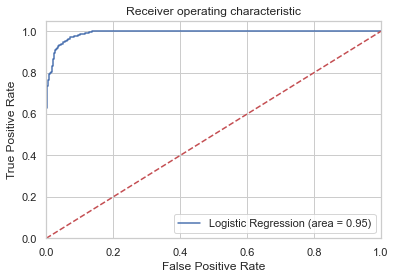 Receiver operating characteristic
True Positive Rate
1.0
0.8
0.6
0.4
0.2
0.0
0.0 0.2 0.4 0.6 0.8 1.0
False Positive Rate
Logistic Regression (area = 0.95)